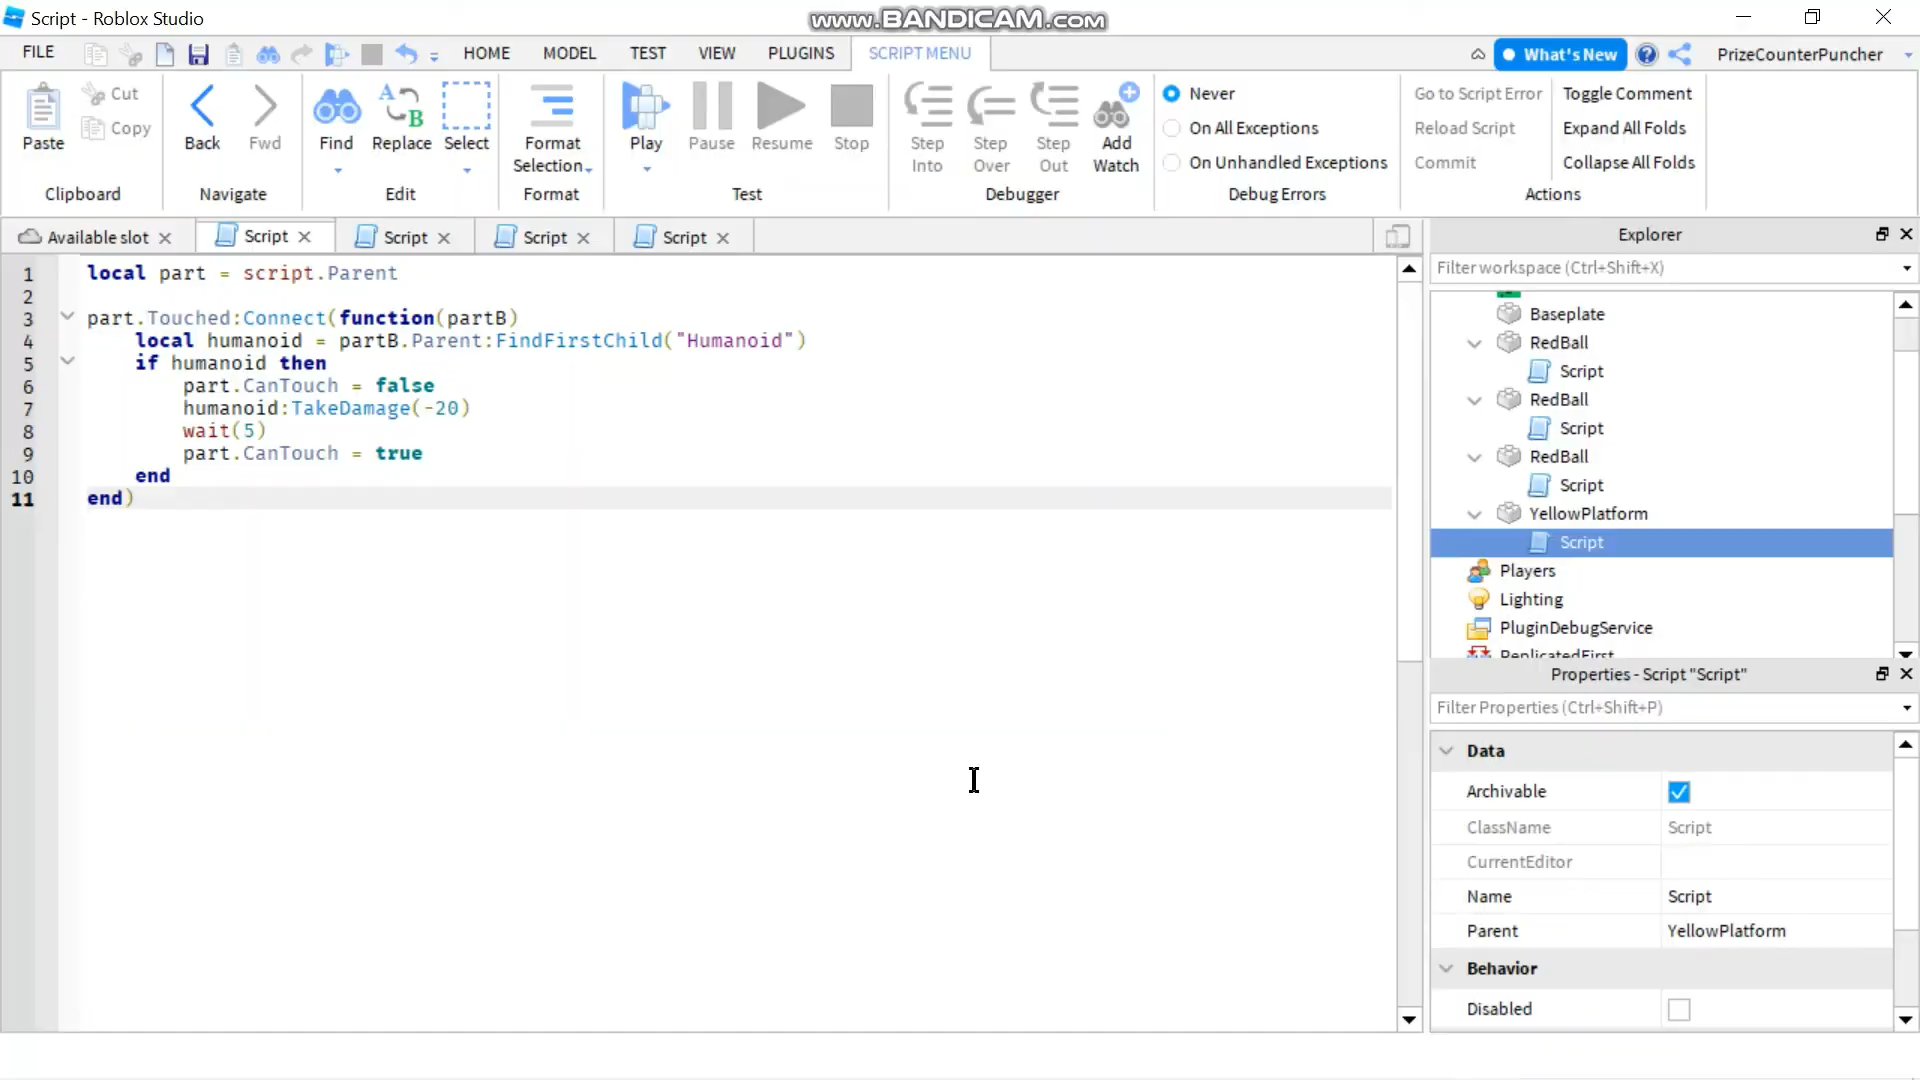 Script - Roblox Studio
www.BANDICAM.com
FILE
HOME
MODEL
TEST
VIEW
PLUGINS
SCRIPT MENU
What's New
PrizeCounterPuncher
Paste
Cut
Copy
Clipboard
Back
Fwd
Navigate
Find
Replace
Select
Edit
Format
Selection
Format
Play
Pause
Resume
Stop
Test
Step
Into
Step
Over
Step
Out
Add
Watch
Debugger
Never
On All Exceptions
On Unhandled Exceptions
Debug Errors
Go to Script Error
Reload Script
Commit
Toggle Comment
Expand All Folds
Collapse All Folds
Actions
Available slot
Script
Script
Script
Script
1 local part = script.Parent
2
3 part.Touched:Connect(function(partB)
4 local humanoid = partB.Parent:FindFirstChild("Humanoid")
5 if humanoid then
6 part.CanTouch = false
7 humanoid:TakeDamage(-20)
8 wait(5)
9 part.CanTouch = true
10 end
11 end)
Explorer
Filter workspace (Ctrl+Shift+X)
Baseplate
RedBall
Script
RedBall
Script
RedBall
Script
YellowPlatform
Script
Players
Lighting
PluginDebugService
ReplicatedFirst
Properties - Script "Script"
Filter Properties (Ctrl+Shift+P)
Data
Archivable
ClassName Script
CurrentEditor
Name Script
Parent YellowPlatform
Behavior
Disabled